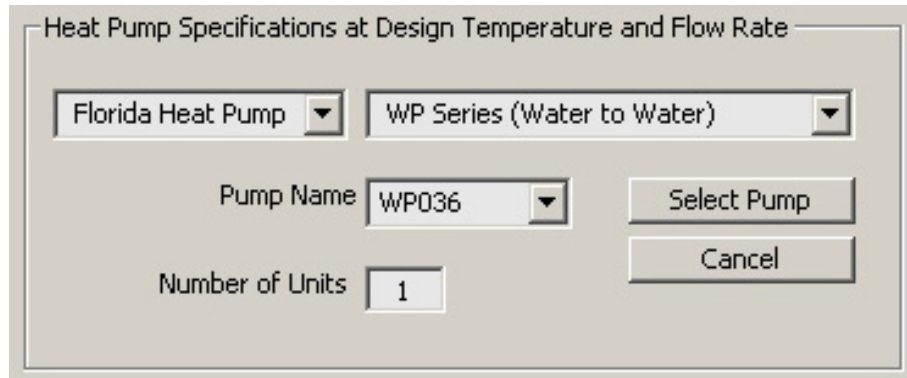 Heat Pump Specifications at Design Temperature and Flow Rate
Florida Heat Pump WP Series (Water to Water)
Pump Name WP036 Select Pump
Cancel
Number of Units 1